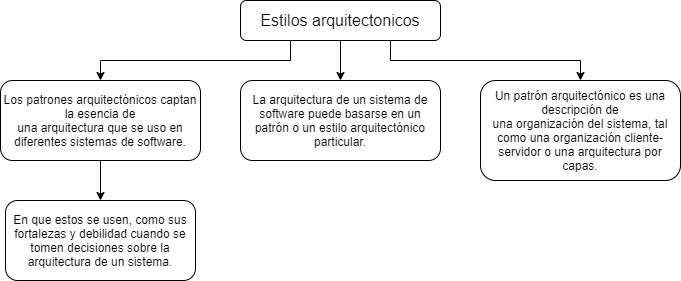 Estilos arquitectonicos
Los patrones arquitectónicos captan
la esencia de
una arquitectura que se uso en
diferentes sistemas de software.
La arquitectura de un sistema de
software puede basarse en un
patrón o un estilo arquitectónico
particular.
Un patrón arquitectónico es una
descripción de
una organización del sistema, tal
como una organización cliente-
servidor o una arquitectura por
capas.
En que estos se usen, como sus
fortalezas y debilidad cuando se
tomen decisiones sobre la
arquitectura de un sistema.